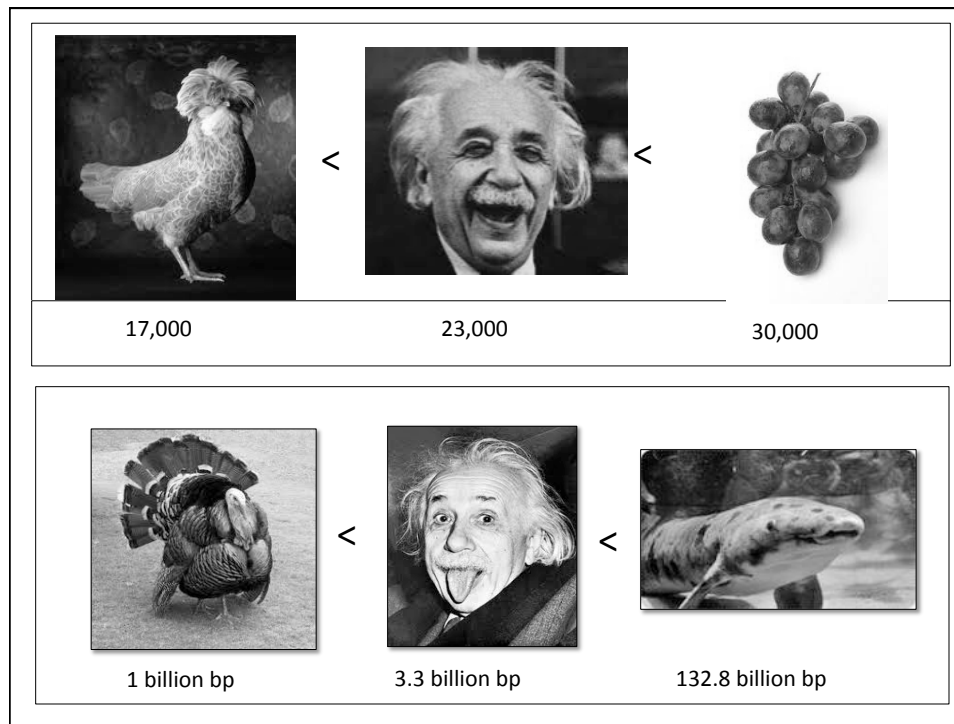 < <
17,000 23,000 30,000
< <
1 billion bp 3.3 billion bp 132.8 billion bp